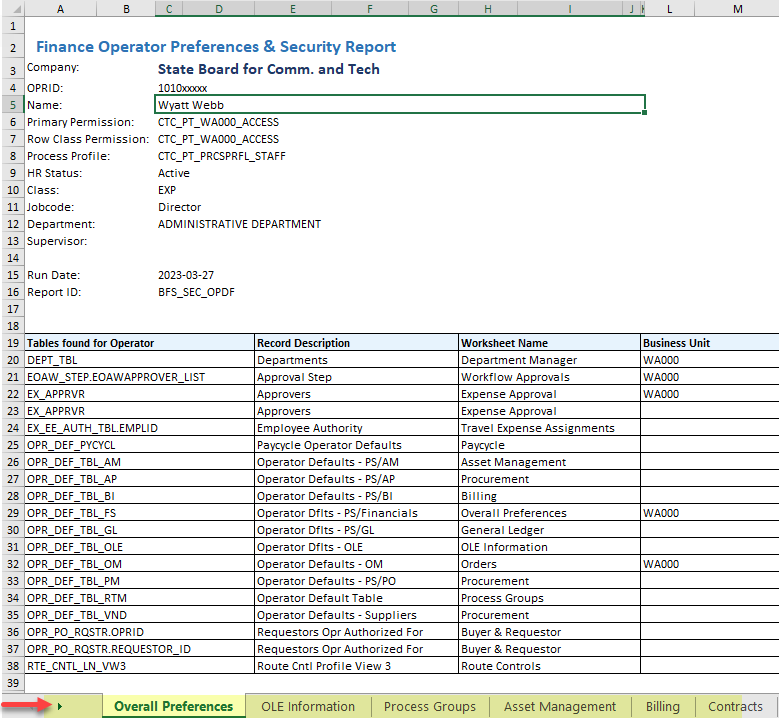 A B C D E F G H I J K L M
1
2 Finance Operator Preferences & Security Report
3 Company: State Board for Comm. and Tech
4 OPRID: 1010xxxxx
5 Name: Wyatt Webb
6 Primary Permission: CTC_PT_WA000_ACCESS
7 Row Class Permission: CTC_PT_WA000_ACCESS
8 Process Profile: CTC_PT_PRCSPRFL_STAFF
9 HR Status: Active
10 Class: EXP
11 Jobcode: Director
12 Department: ADMINISTRATIVE DEPARTMENT
13 Supervisor:
14
15 Run Date: 2023-03-27
16 Report ID: BFS_SEC_OPDF
17
18
19 Tables found for Operator Record Description Worksheet Name Business Unit
20 DEPT_TBL Departments Department Manager WA000
21 EOAW_STEP.EOAWAPPROVER_LIST Approval Step Workflow Approvals WA000
22 EX_APPRVR Approvers Expense Approval WA000
23 EX_APPRVR Approvers Expense Approval
24 EX_EE_AUTH_TBL.EMPLID Employee Authority Travel Expense Assignments
25 OPR_DEF_PYCYCL Paycycle Operator Defaults Paycycle
26 OPR_DEF_TBL_AM Operator Defaults - PS/AM Asset Management
27 OPR_DEF_TBL_AP Operator Defaults - PS/AP Procurement
28 OPR_DEF_TBL_BI Operator Defaults - PS/BI Billing
29 OPR_DEF_TBL_FS Operator Dflts - PS/Financials Overall Preferences WA000
30 OPR_DEF_TBL_GL Operator Dflts - PS/GL General Ledger
31 OPR_DEF_TBL_OLE Operator Dflts - OLE OLE Information
32 OPR_DEF_TBL_OM Operator Defaults - OM Orders WA000
33 OPR_DEF_TBL_PM Operator Defaults - PS/PO Procurement
34 OPR_DEF_TBL_RTM Operator Default Table Process Groups
35 OPR_DEF_TBL_VND Operator Defaults - Suppliers Procurement
36 OPR_PO_RQSTR.OPRID Requestors Opr Authorized For Buyer & Requestor
37 OPR_PO_RQSTR.REQUESTOR_ID Requestors Opr Authorized For Buyer & Requestor
38 RTE_CNTL_LN_VW3 Route Cntl Profile View 3 Route Controls
39
Overall Preferences OLE Information Process Groups Asset Management Billing Contracts